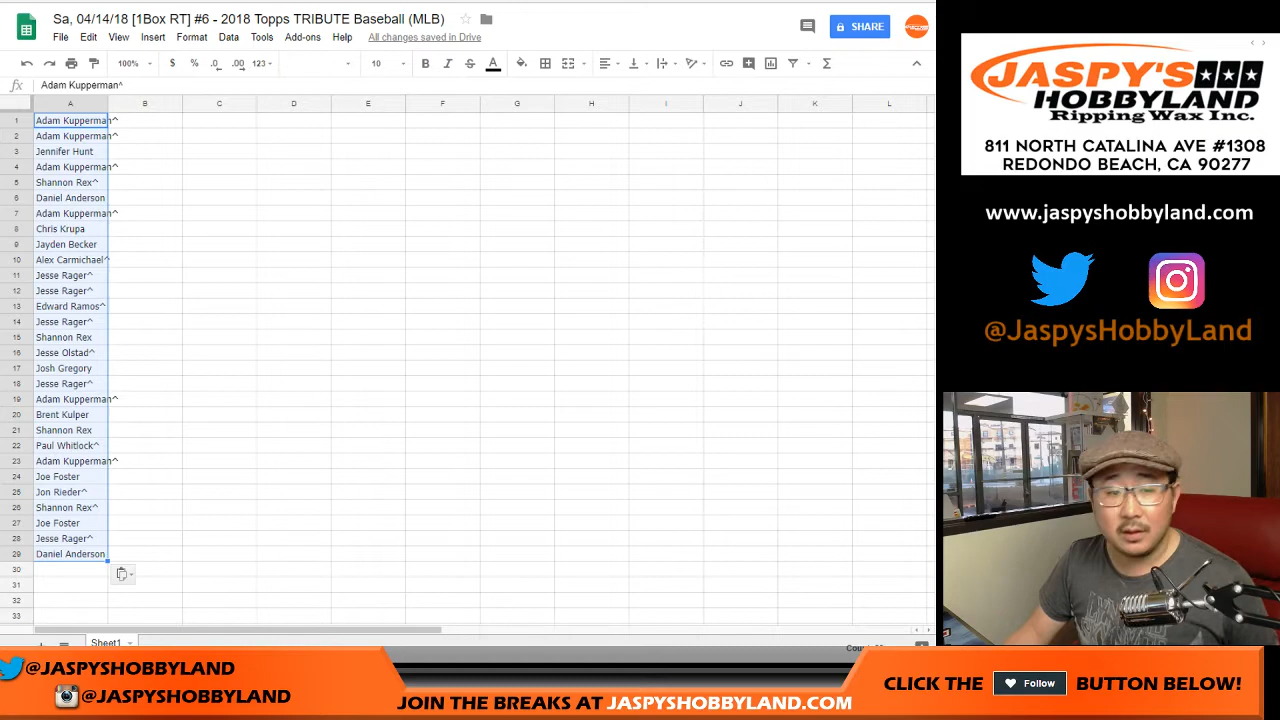 Sa, 04/14/18 [1Box RT] #6 - 2018 Topps TRIBUTE Baseball (MLB)
File Edit View Insert Format Data Tools Add-ons Help All changes saved in Drive
SHARE
100% $ % .0 .00 123 10 B I S A
fx Adam Kupperman^
A B C D E F G H I J K L
1 Adam Kupperman^
2 Adam Kupperman^
3 Jennifer Hunt
4 Adam Kupperman^
5 Shannon Rex^
6 Daniel Anderson
7 Adam Kupperman^
8 Chris Krupa
9 Jayden Becker
10 Alex Carmichael^
11 Jesse Rager^
12 Jesse Rager^
13 Edward Ramos^
14 Jesse Rager^
15 Shannon Rex
16 Jesse Olstad^
17 Josh Gregory
18 Jesse Rager^
19 Adam Kupperman^
20 Brent Kulper
21 Shannon Rex
22 Paul Whitlock^
23 Adam Kupperman^
24 Joe Foster
25 Jon Rieder^
26 Shannon Rex^
27 Joe Foster
28 Jesse Rager^
29 Daniel Anderson
30
31
32
33
Sheet1
JASPY'S
HOBBYLAND
Ripping Wax Inc.
811 NORTH CATALINA AVE #1308
REDONDO BEACH, CA 90277
www.jaspyshobbyland.com
@JaspysHobbyLand
@JASPYSHOBBYLAND
@JASPYSHOBBYLAND
JOIN THE BREAKS AT JASPYSHOBBYLAND.COM
CLICK THE Follow BUTTON BELOW!